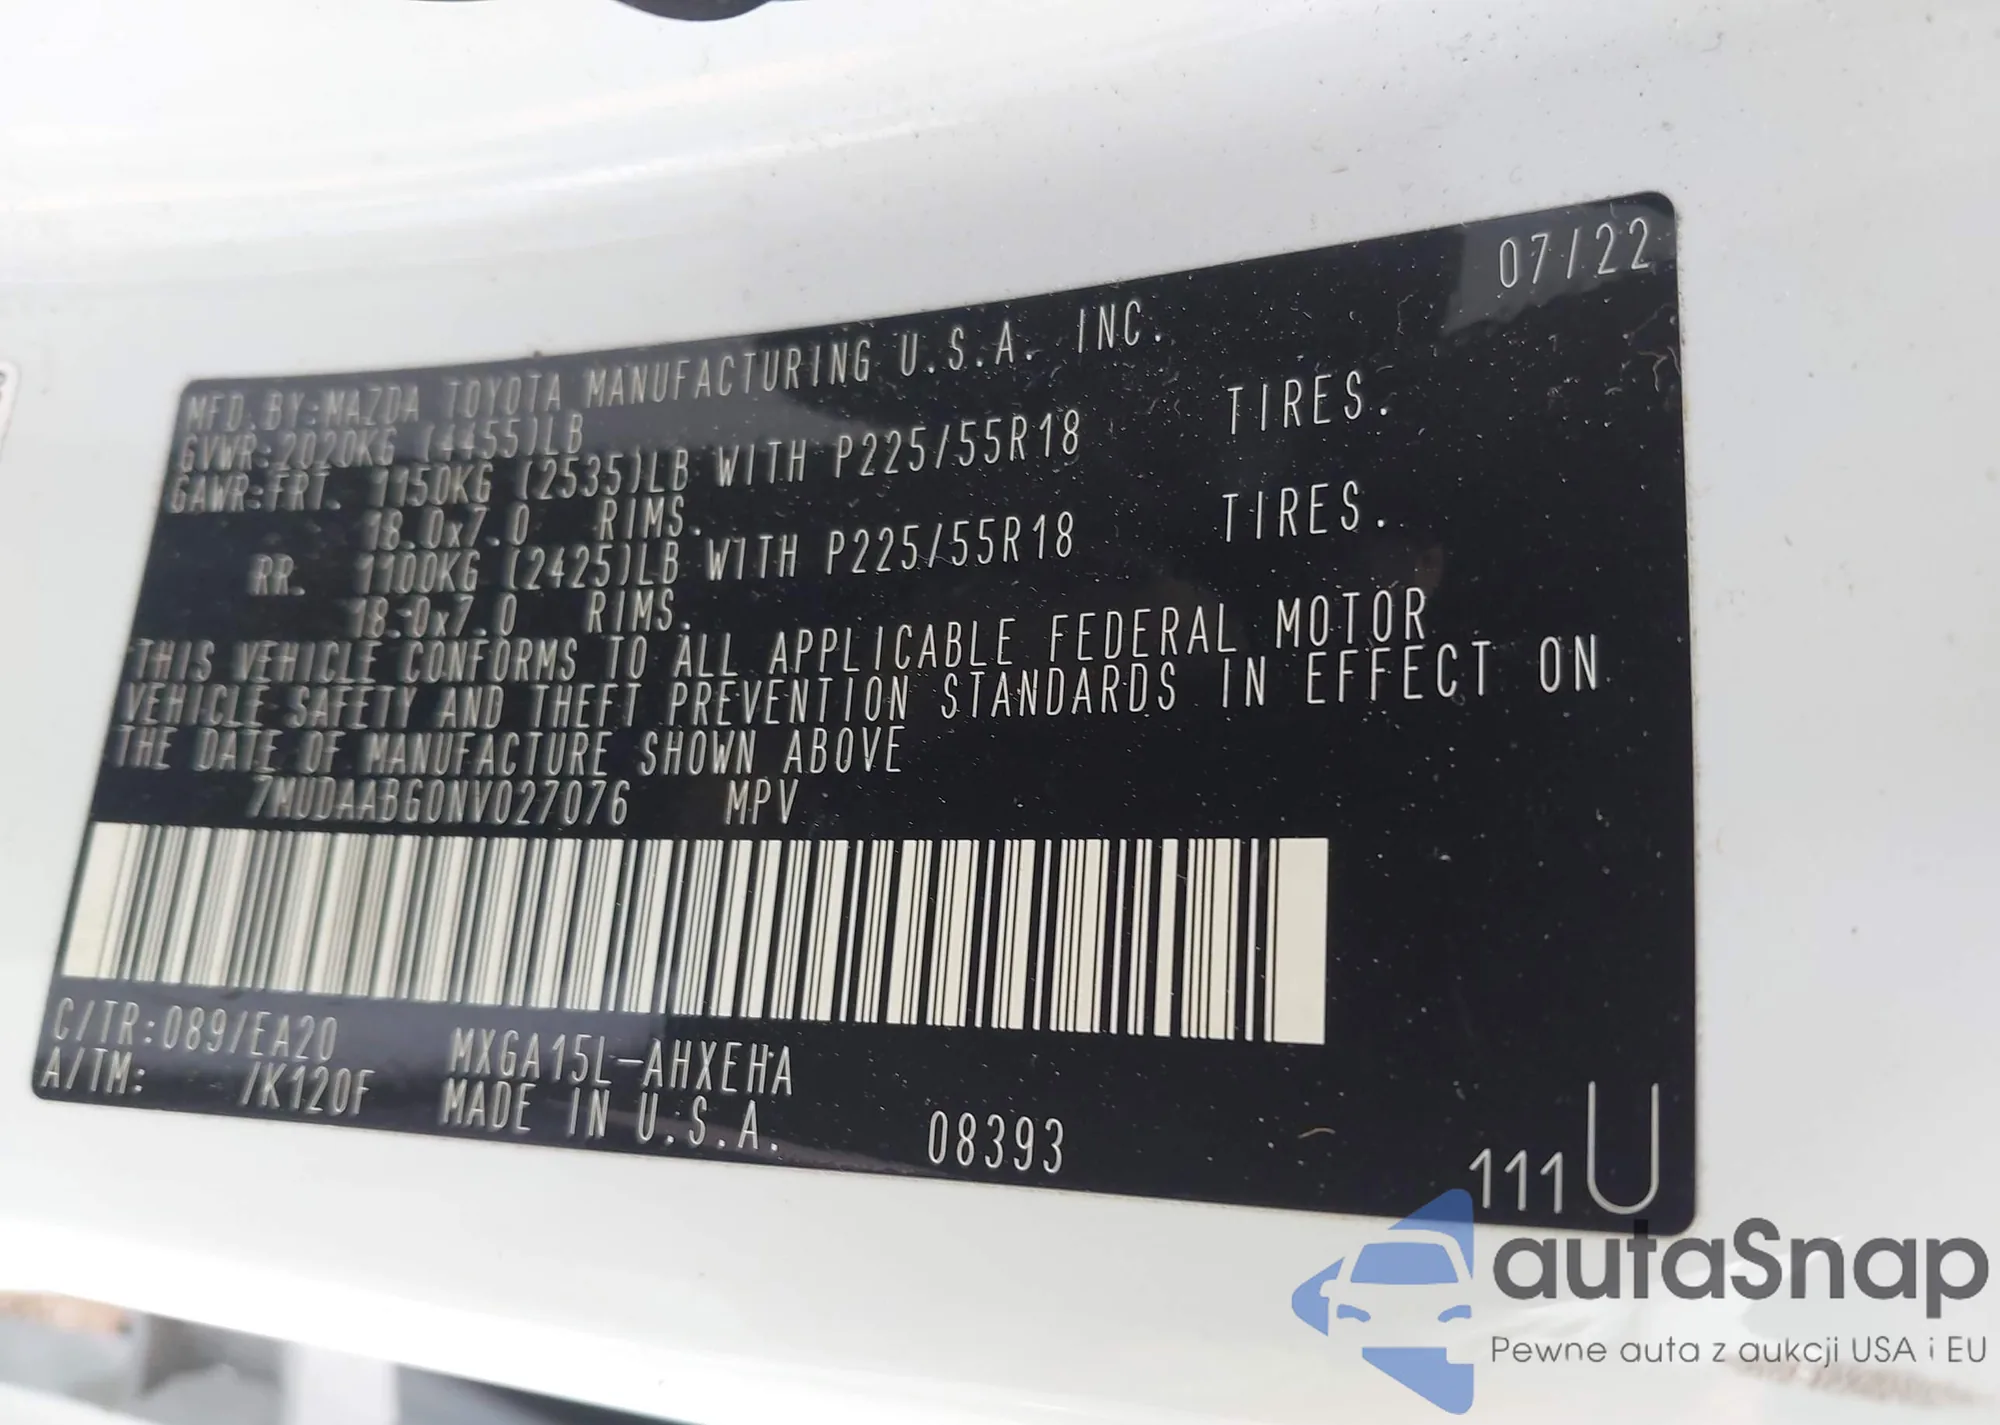 07/22
MFD.BY:MAZDA TOYOTA MANUFACTURING U.S.A. INC.
GVWR:2020KG (4455)LB
GAWR:FRT. 1150KG (2535)LB WITH P225/55R18 TIRES.
18.0x7.0 RIMS.
RR. 1100KG (2425)LB WITH P225/55R18 TIRES.
18.0x7.0 RIMS.
THIS VEHICLE CONFORMS TO ALL APPLICABLE FEDERAL MOTOR
VEHICLE SAFETY AND THEFT PREVENTION STANDARDS IN EFFECT ON
THE DATE OF MANUFACTURE SHOWN ABOVE
7MUDAABG0NV027076 MPV
C/TR:089/EA20 MXGA15L-AHXEHA
A/TM: /K120F MADE IN U.S.A. 08393
111U
autaSnap
Pewne auta z aukcji USA i EU